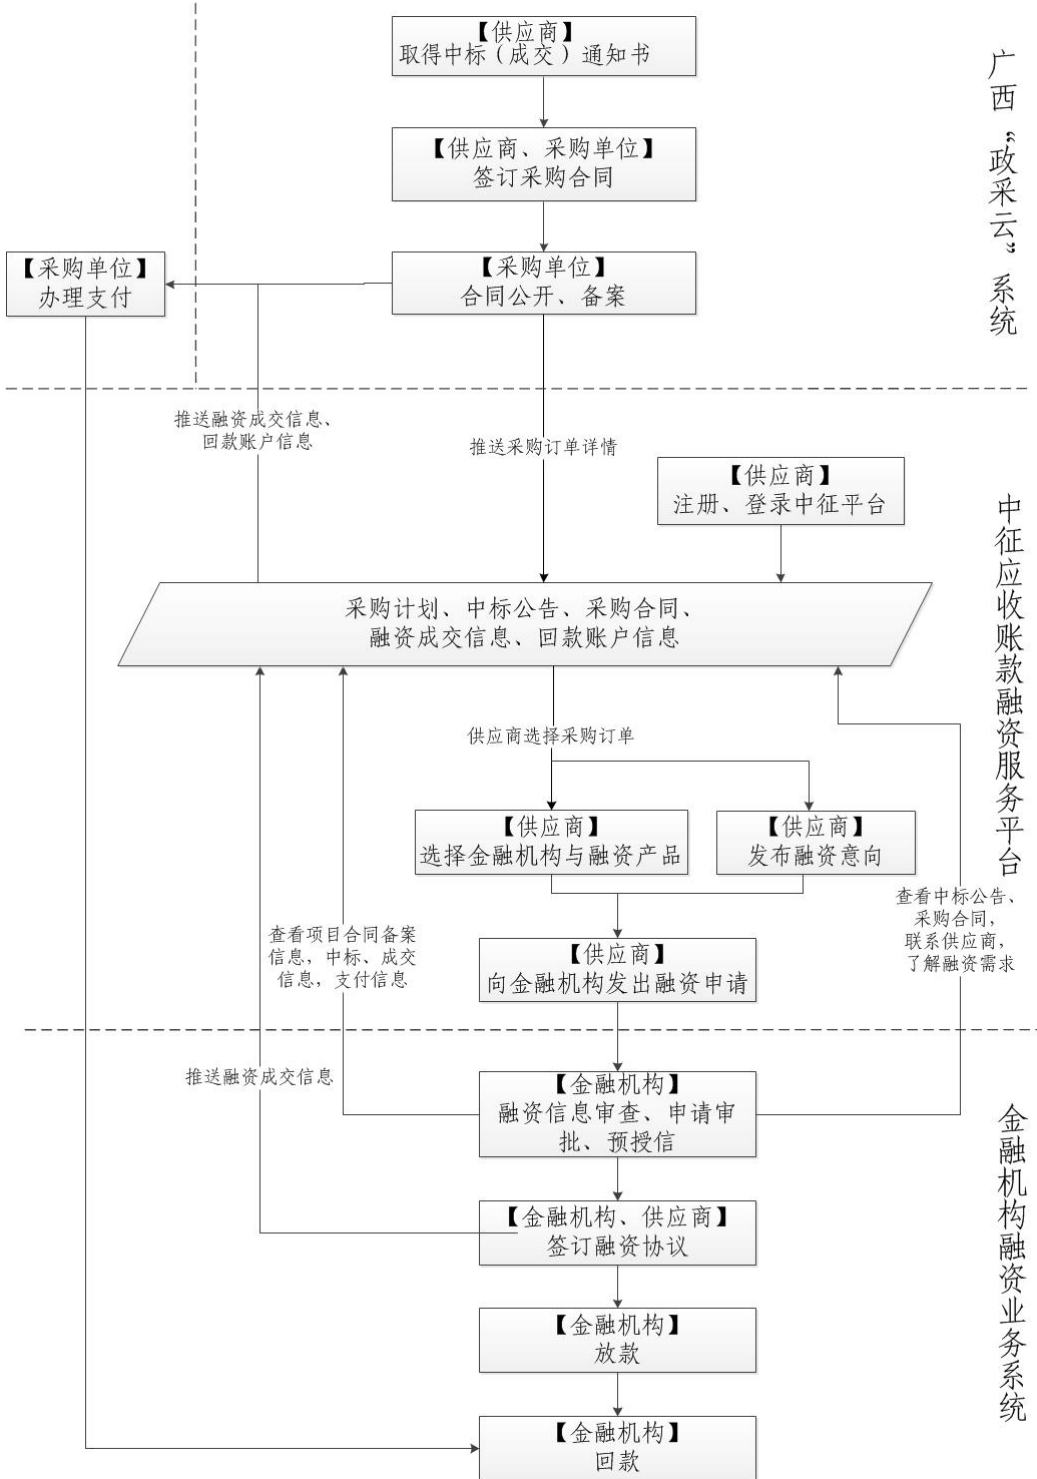 【供应商】
取得中标（成交）通知书
【供应商、采购单位】
签订采购合同
【采购单位】
办理支付
【采购单位】
合同公开、备案
广西“政采云”系统
推送融资成交信息、
回款账户信息
推送采购订单详情
【供应商】
注册、登录中征平台
采购计划、中标公告、采购合同、
融资成交信息、回款账户信息
中征应收账款融资服务平台
供应商选择采购订单
【供应商】
选择金融机构与融资产品
【供应商】
发布融资意向
查看中标公告、
采购合同，
联系供应商，
了解融资需求
查看项目合同备案
信息，中标、成交
信息，支付信息
【供应商】
向金融机构发出融资申请
推送融资成交信息
【金融机构】
融资信息审查、申请审
批、预授信
金融机构融资业务系统
【金融机构、供应商】
签订融资协议
【金融机构】
放款
【金融机构】
回款